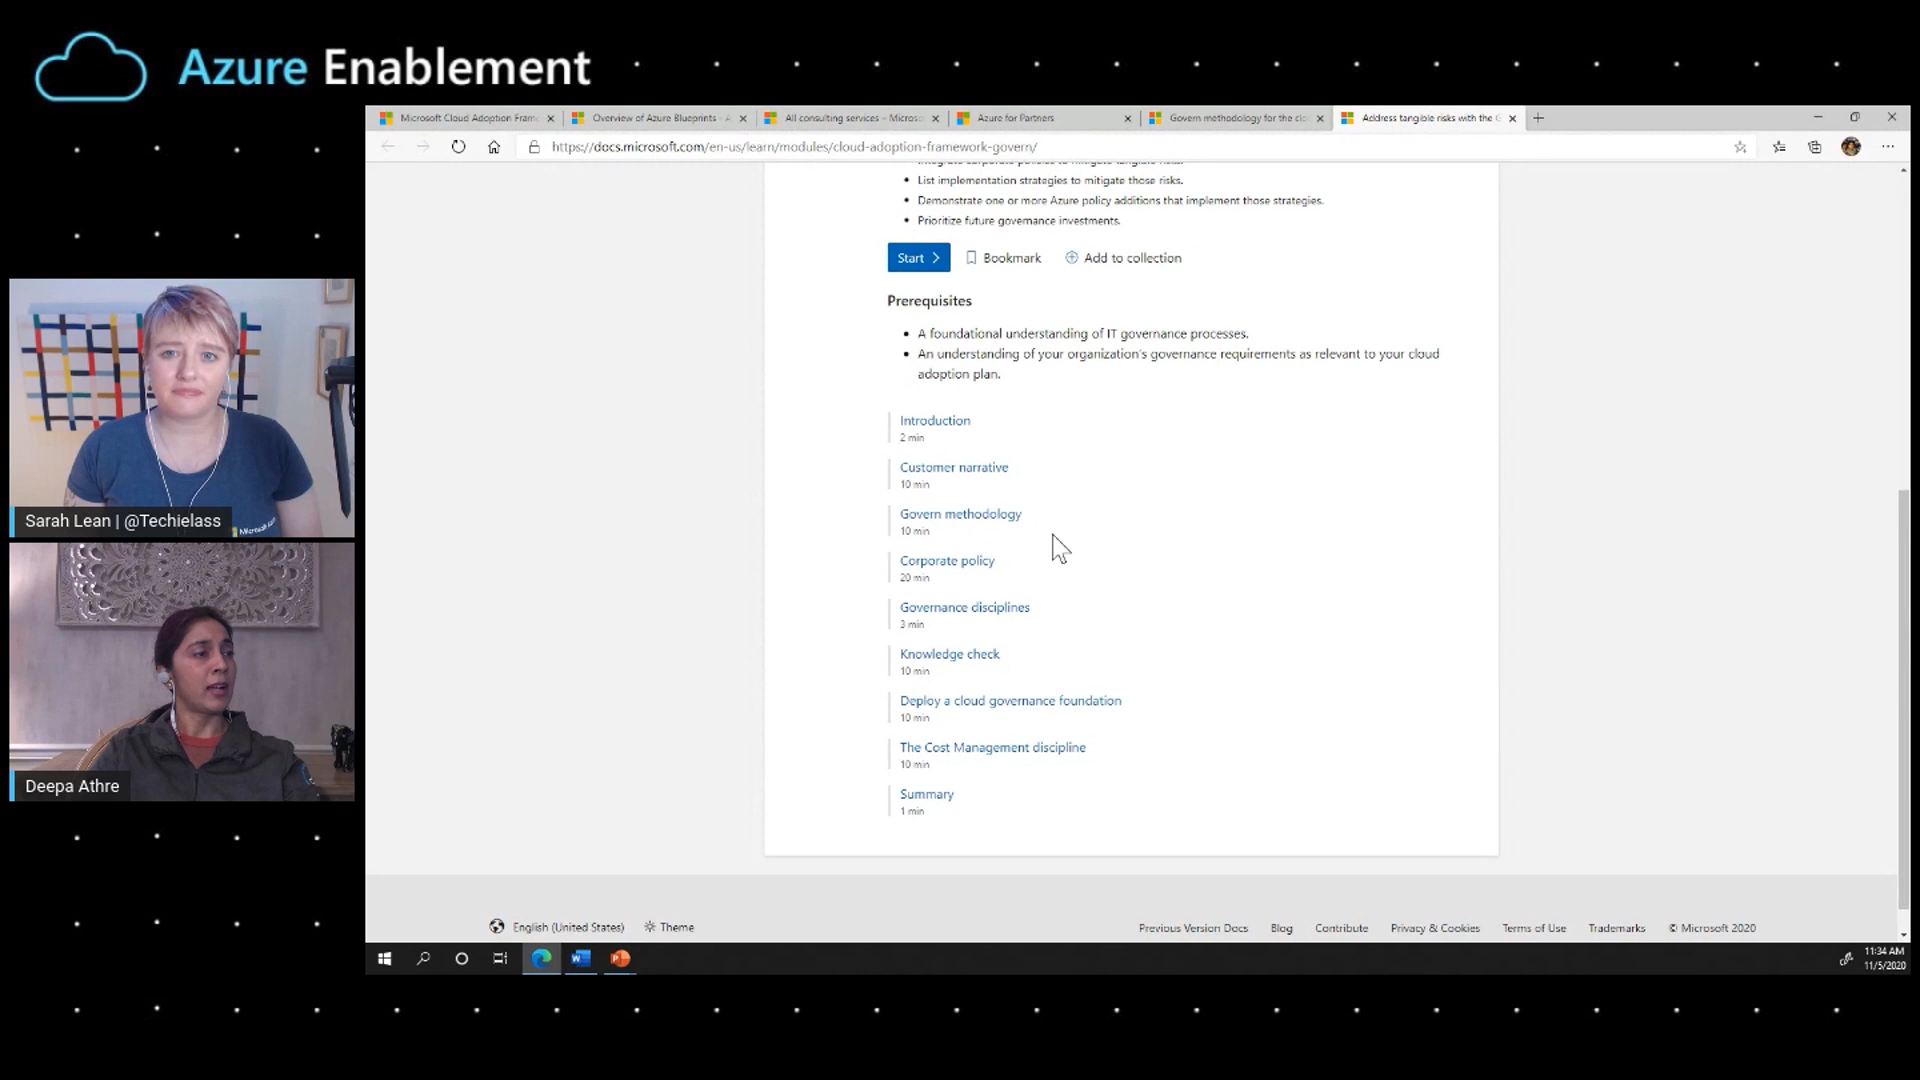 Azure Enablement
Microsoft Cloud Adoption Fram
Overview of Azure Blueprints - A
All consulting services – Microso
Azure for Partners
Govern methodology for the clo
Address tangible risks with the G
https://docs.microsoft.com/en-us/learn/modules/cloud-adoption-framework-govern/
Integrate corporate policies to mitigate tangible risks.
List implementation strategies to mitigate those risks.
Demonstrate one or more Azure policy additions that implement those strategies.
Prioritize future governance investments.
Start
Bookmark
Add to collection
Prerequisites
A foundational understanding of IT governance processes.
An understanding of your organization's governance requirements as relevant to your cloud
adoption plan.
Introduction
2 min
Customer narrative
10 min
Govern methodology
10 min
Corporate policy
20 min
Governance disciplines
3 min
Knowledge check
10 min
Deploy a cloud governance foundation
10 min
The Cost Management discipline
10 min
Summary
1 min
Sarah Lean | @Techielass
Deepa Athre
English (United States)
Theme
Previous Version Docs
Blog
Contribute
Privacy & Cookies
Terms of Use
Trademarks
© Microsoft 2020
11:34 AM
11/5/2020